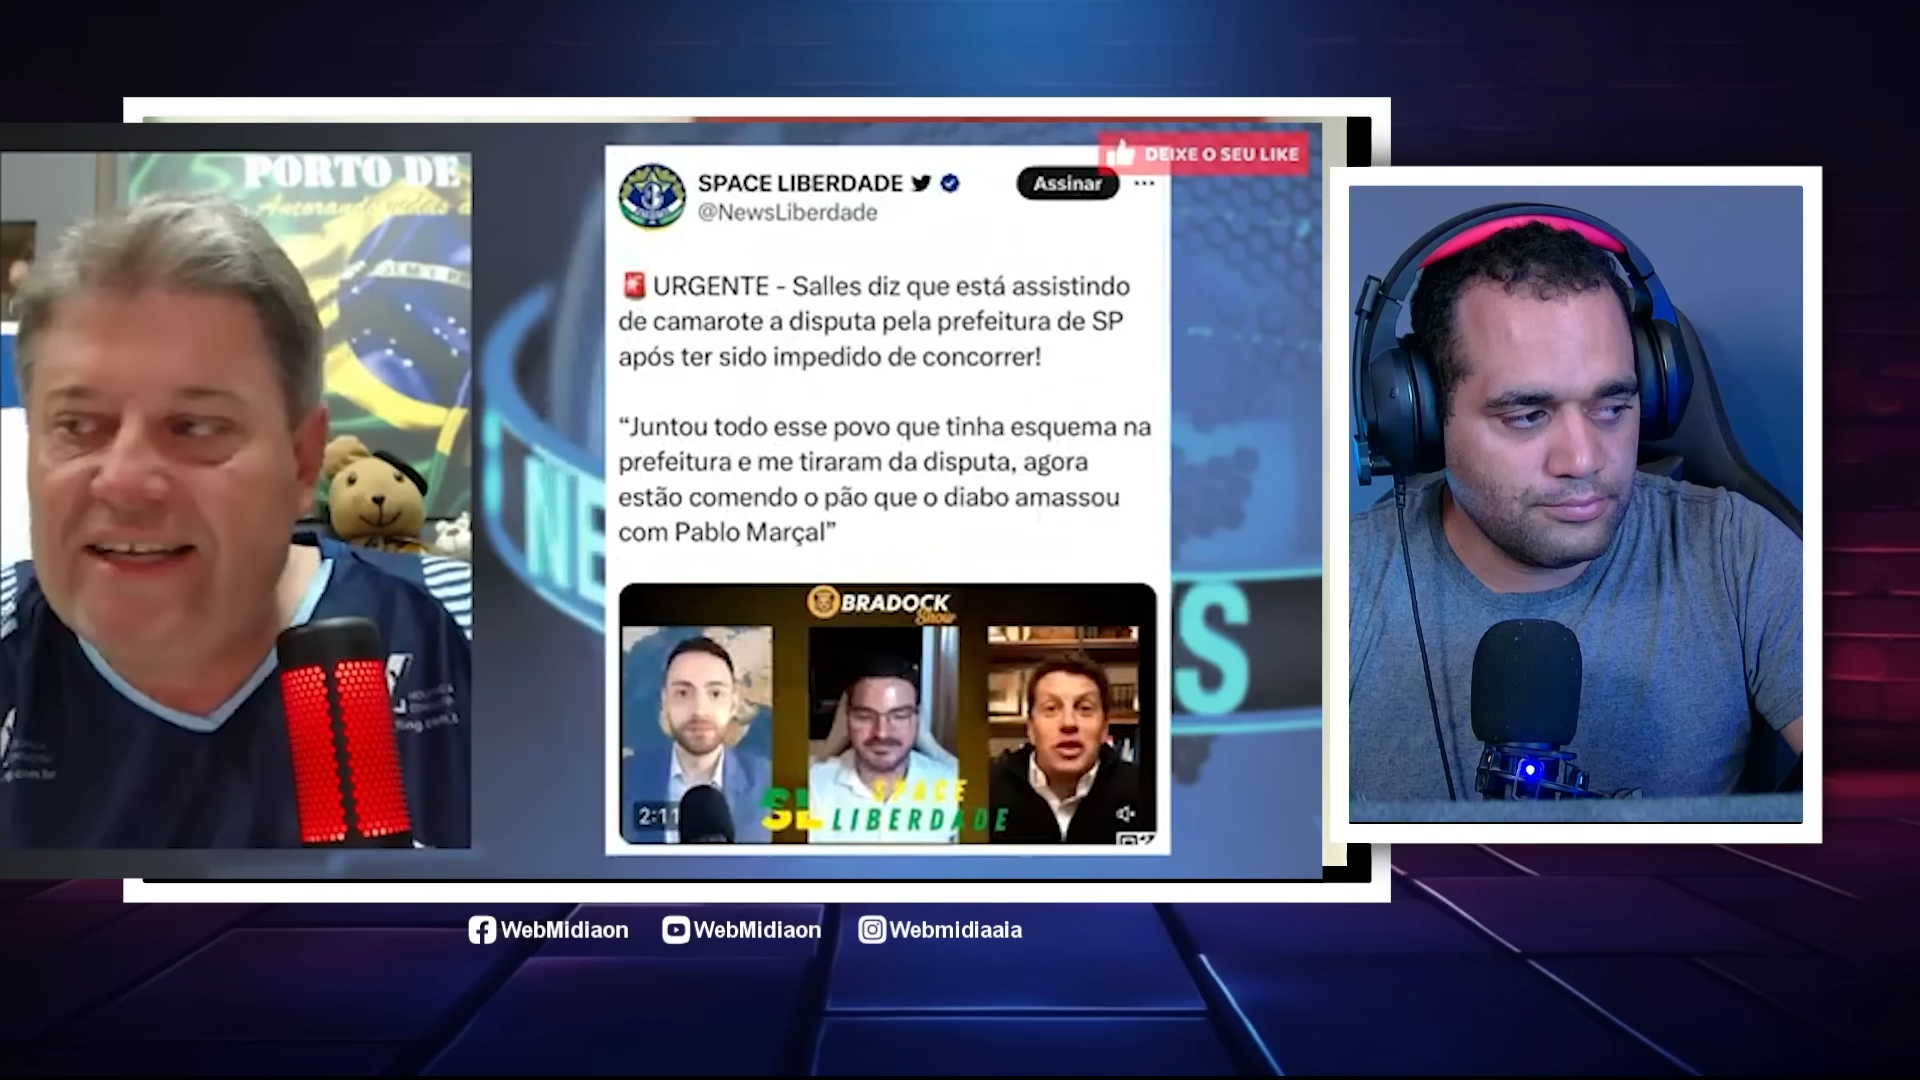 PORTO DE
SPACE LIBERDADE
@NewsLiberdade
Assinar
DEIXE O SEU LIKE
🚨 URGENTE - Salles diz que está assistindo
de camarote a disputa pela prefeitura de SP
após ter sido impedido de concorrer!
“Juntou todo esse povo que tinha esquema na
prefeitura e me tiraram da disputa, agora
estão comendo o pão que o diabo amassou
com Pablo Marçal”
BRADOCK
Show
2:11
SL SPACE
LIBERDADE
NE
S
WebMidiaon
WebMidiaon
Webmidiaaia